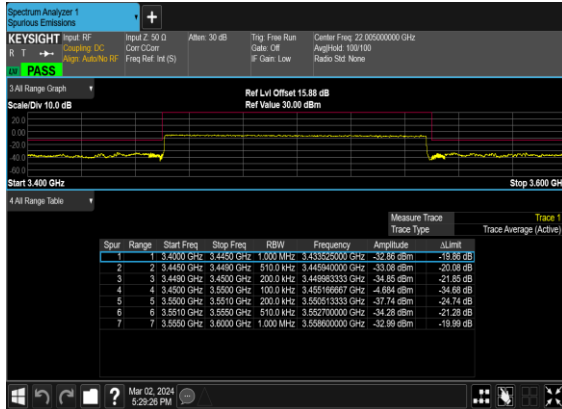 Spectrum Analyzer 1
Spurious Emissions
KEYSIGHT Input: RF Input Z: 50 Ω Atten: 30 dB Trig: Free Run Center Freq: 22.005000000 GHz
R T Coupling: DC Corr CCorr Gate: Off Avg|Hold: 100/100
Align: Auto/No RF Freq Ref: Int (S) IF Gain: Low Radio Std: None
PASS
3 All Range Graph Ref Lvl Offset 15.88 dB
Scale/Div 10.0 dB Ref Value 30.00 dBm
20.0
0.00
-20.0
-40.0
-60.0
Start 3.400 GHz Stop 3.600 GH
4 All Range Table
Measure Trace Trace 1
Trace Type Trace Average (Active)
Spur Range Start Freq Stop Freq RBW Frequency Amplitude ΔLimit
1 1 3.4000 GHz 3.4450 GHz 1.000 MHz 3.433525000 GHz -32.86 dBm -19.86 dB
2 2 3.4450 GHz 3.4490 GHz 510.0 kHz 3.445940000 GHz -33.08 dBm -20.08 dB
3 3 3.4490 GHz 3.4500 GHz 200.0 kHz 3.449983333 GHz -34.85 dBm -21.85 dB
4 4 3.4500 GHz 3.5500 GHz 100.0 kHz 3.455166667 GHz -4.684 dBm -34.68 dB
5 5 3.5500 GHz 3.5510 GHz 200.0 kHz 3.550513333 GHz -37.74 dBm -24.74 dB
6 6 3.5510 GHz 3.5550 GHz 510.0 kHz 3.552700000 GHz -34.28 dBm -21.28 dB
7 7 3.5550 GHz 3.6000 GHz 1.000 MHz 3.558600000 GHz -32.99 dBm -19.99 dB
Mar 02, 2024
5:29:26 PM